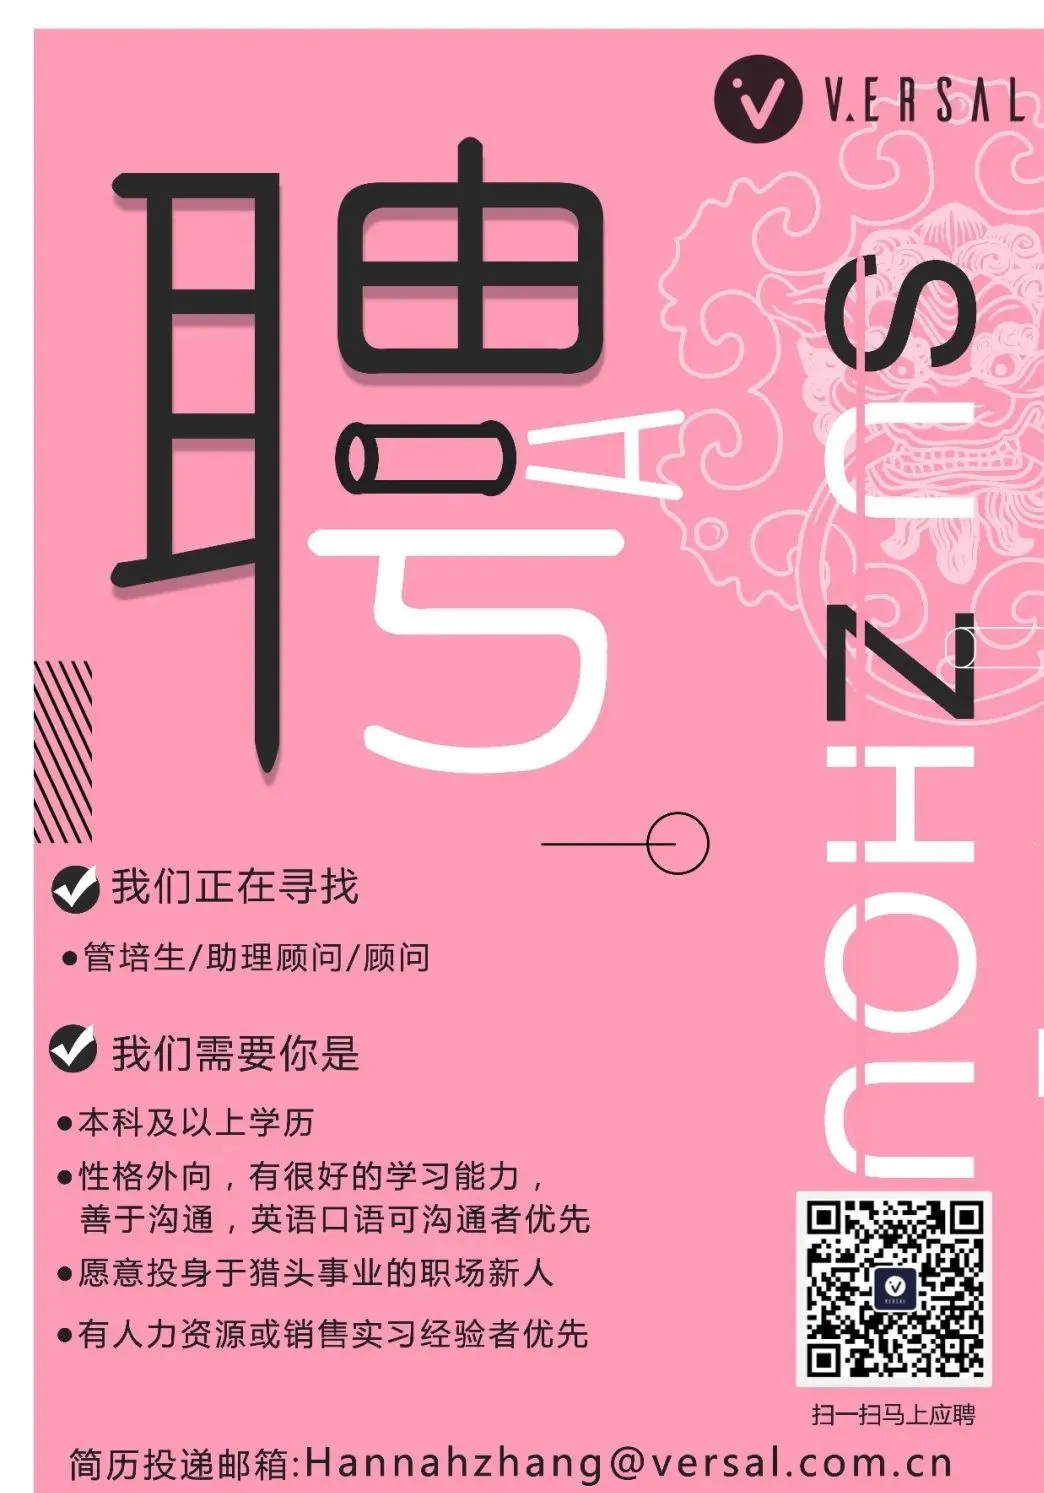 VERSAL
聘
SUZHOU
我们正在寻找
●管培生/助理顾问/顾问
我们需要你是
●本科及以上学历
●性格外向，有很好的学习能力，
善于沟通，英语口语可沟通者优先
●愿意投身于猎头事业的职场新人
●有人力资源或销售实习经验者优先
VERSAL
扫一扫马上应聘
简历投递邮箱:Hannahzhang@versal.com.cn